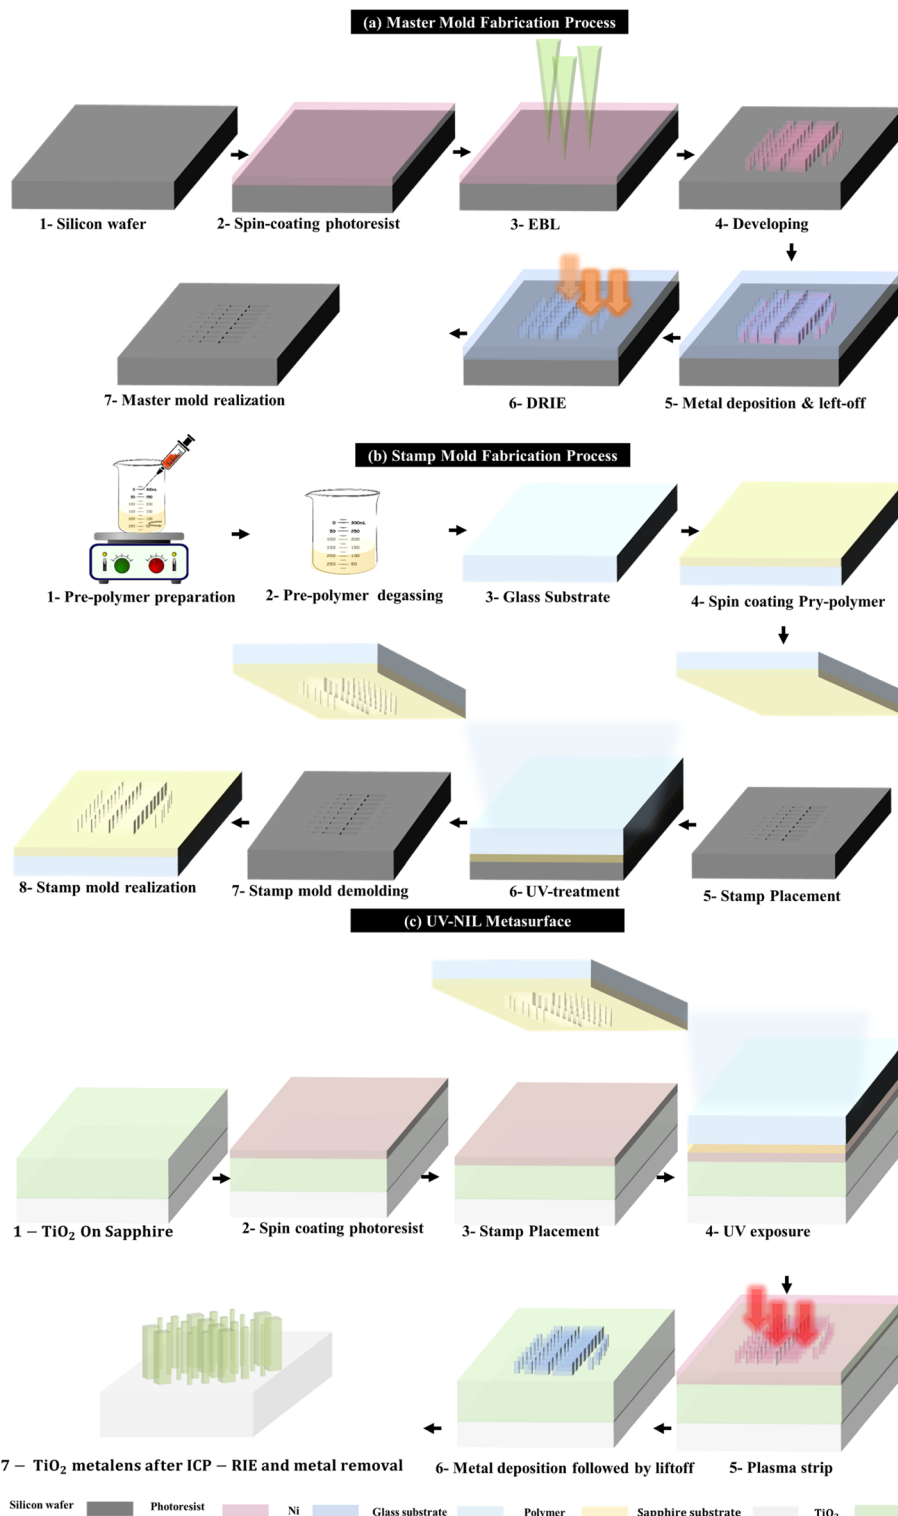 (a) Master Mold Fabrication Process
1- Silicon wafer
2- Spin-coating photoresist
3- EBL
4- Developing
7- Master mold realization
6- DRIE
5- Metal deposition & left-off
(b) Stamp Mold Fabrication Process
1- Pre-polymer preparation
2- Pre-polymer degassing
3- Glass Substrate
4- Spin coating Pry-polymer
8- Stamp mold realization
7- Stamp mold demolding
6- UV-treatment
5- Stamp Placement
(c) UV-NIL Metasurface
1 – TiO₂ On Sapphire
2- Spin coating photoresist
3- Stamp Placement
4- UV exposure
7 – TiO₂ metalens after ICP – RIE and metal removal
6- Metal deposition followed by liftoff
5- Plasma strip
Silicon wafer Photoresist Ni Glass substrate Polymer Sapphire substrate TiO₂